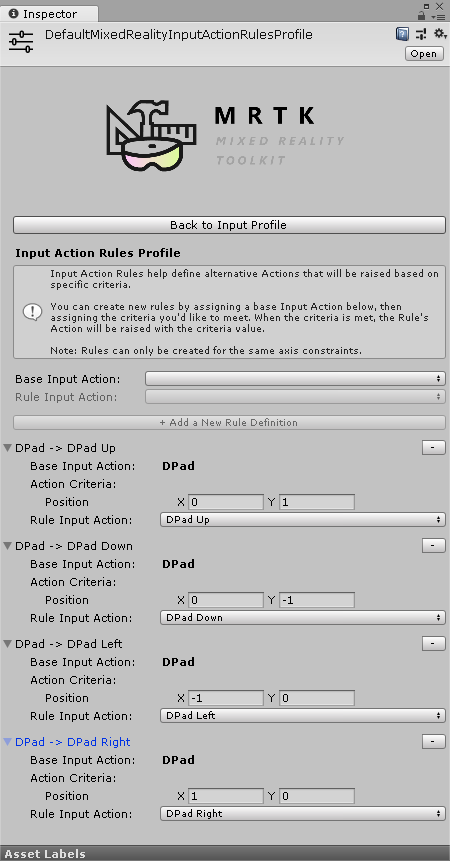 Inspector
DefaultMixedRealityInputActionRulesProfile
Open
MRTK
MIXED REALITY
TOOLKIT
Back to Input Profile
Input Action Rules Profile
Input Action Rules help define alternative Actions that will be raised based on
specific criteria.
You can create new rules by assigning a base Input Action below, then
assigning the criteria you'd like to meet. When the criteria is met, the Rule's
Action will be raised with the criteria value.
Note: Rules can only be created for the same axis constraints.
Base Input Action:
Rule Input Action:
+ Add a New Rule Definition
DPad -> DPad Up -
Base Input Action: DPad
Action Criteria:
Position X 0 Y 1
Rule Input Action: DPad Up
DPad -> DPad Down -
Base Input Action: DPad
Action Criteria:
Position X 0 Y -1
Rule Input Action: DPad Down
DPad -> DPad Left -
Base Input Action: DPad
Action Criteria:
Position X -1 Y 0
Rule Input Action: DPad Left
DPad -> DPad Right -
Base Input Action: DPad
Action Criteria:
Position X 1 Y 0
Rule Input Action: DPad Right
Asset Labels